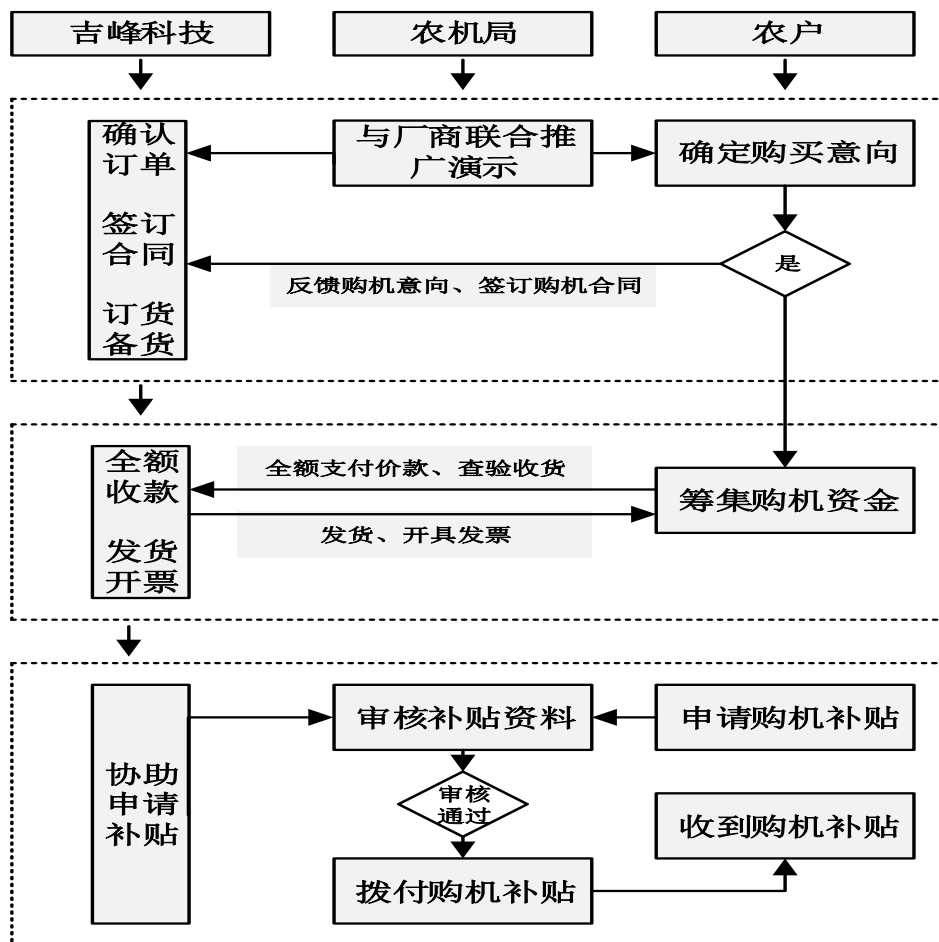 吉峰科技
农机局
农户
确认
订单
签订
合同
订货
备货
与厂商联合推
广演示
确定购买意向
是
反馈购机意向、签订购机合同
全额
收款
发货
开票
全额支付价款、查验收货
发货、开具发票
筹集购机资金
协助
申请
补贴
审核补贴资料
申请购机补贴
审核
通过
收到购机补贴
拨付购机补贴